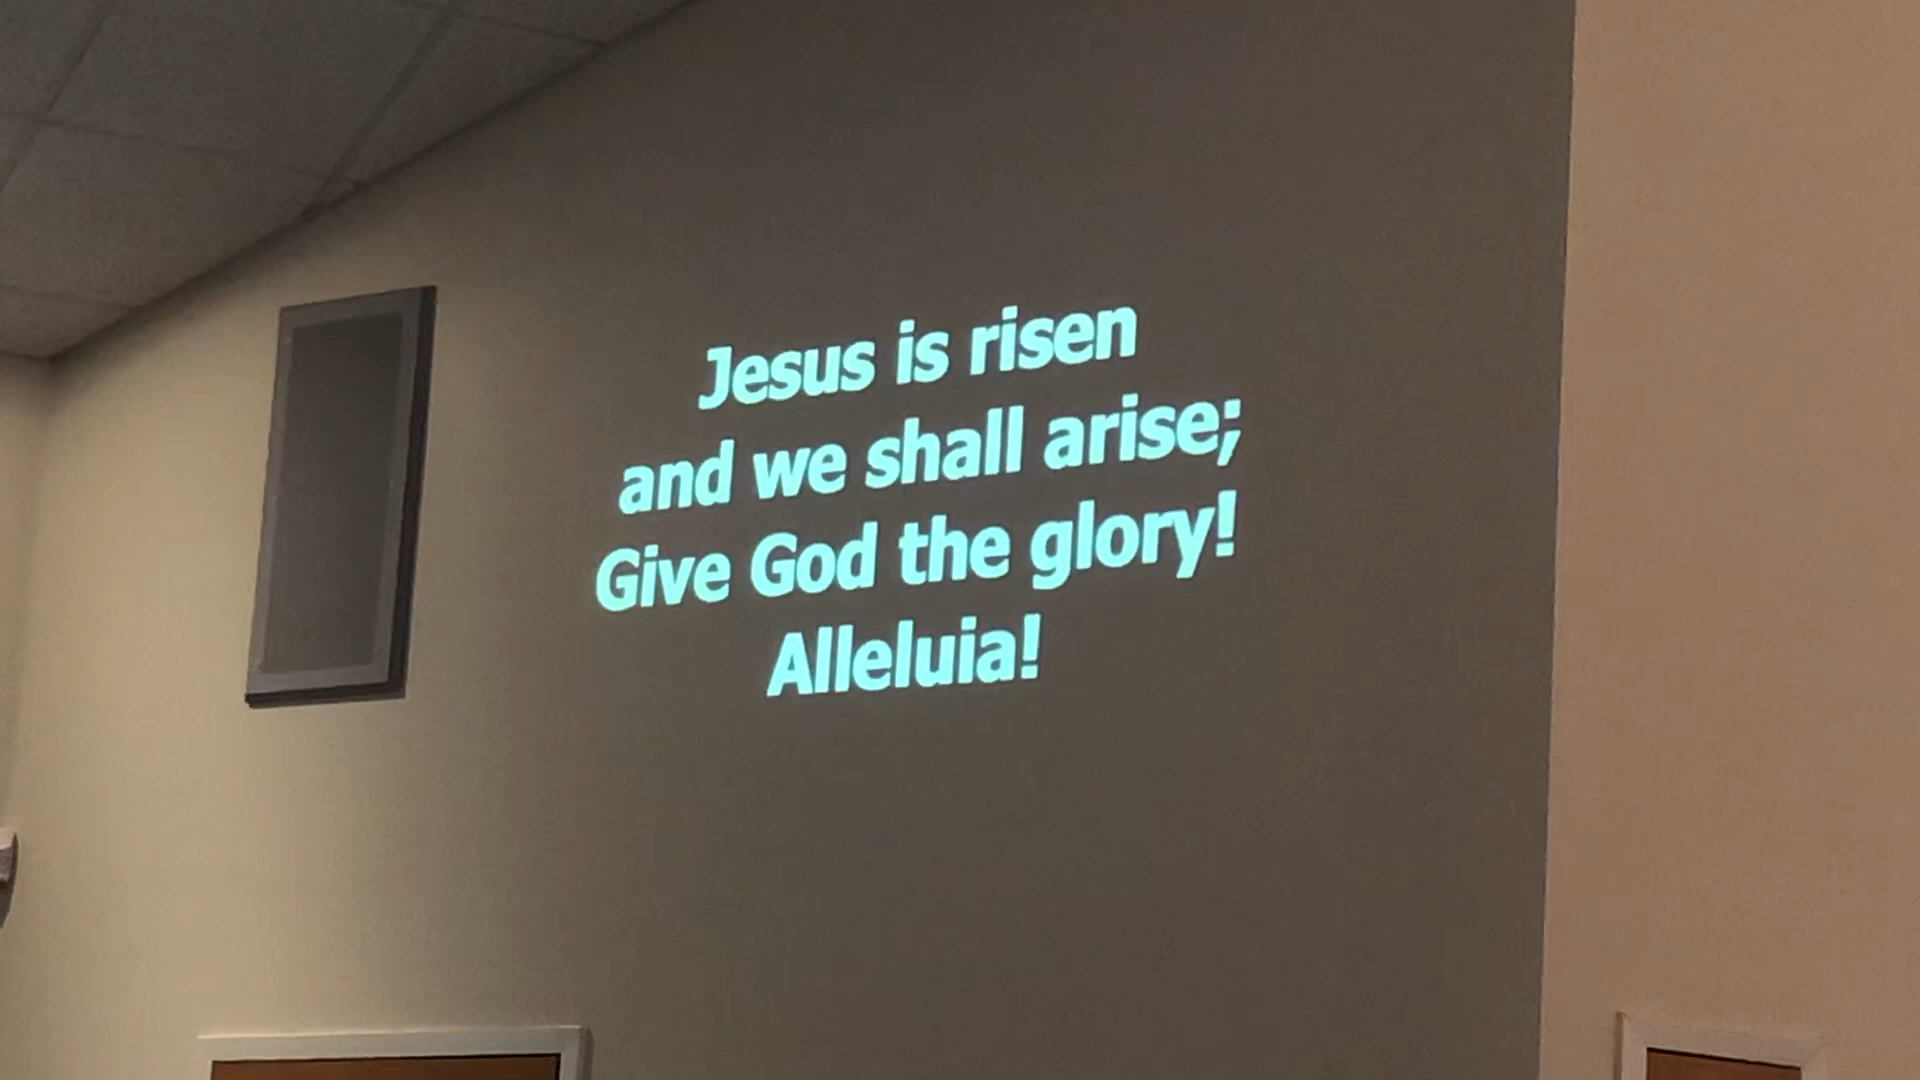 Jesus is risen
and we shall arise;
Give God the glory!
Alleluia!